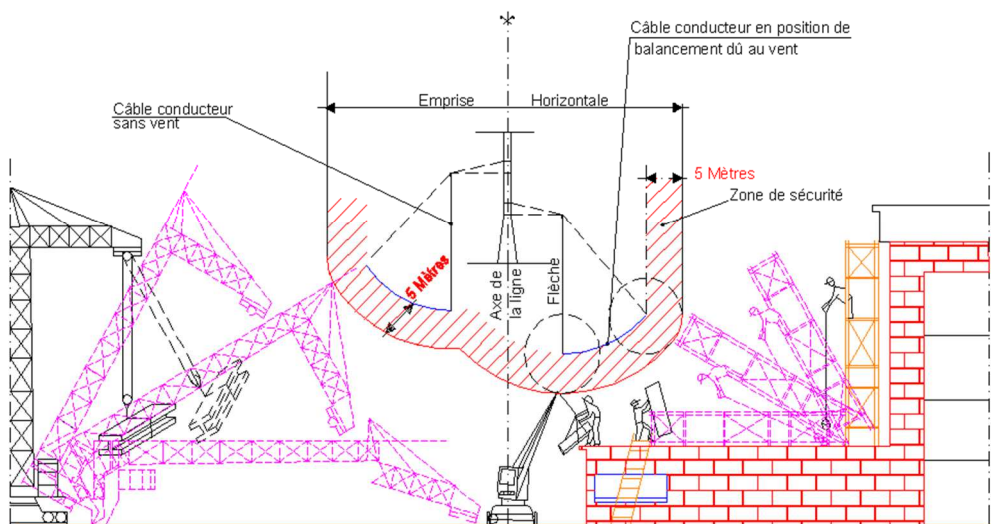 Câble conducteur en position de
balancement dû au vent
Emprise Horizontale
Câble conducteur
sans vent
5 Mètres
Zone de sécurité
5 Mètres
Axe de
la ligne
Flèche